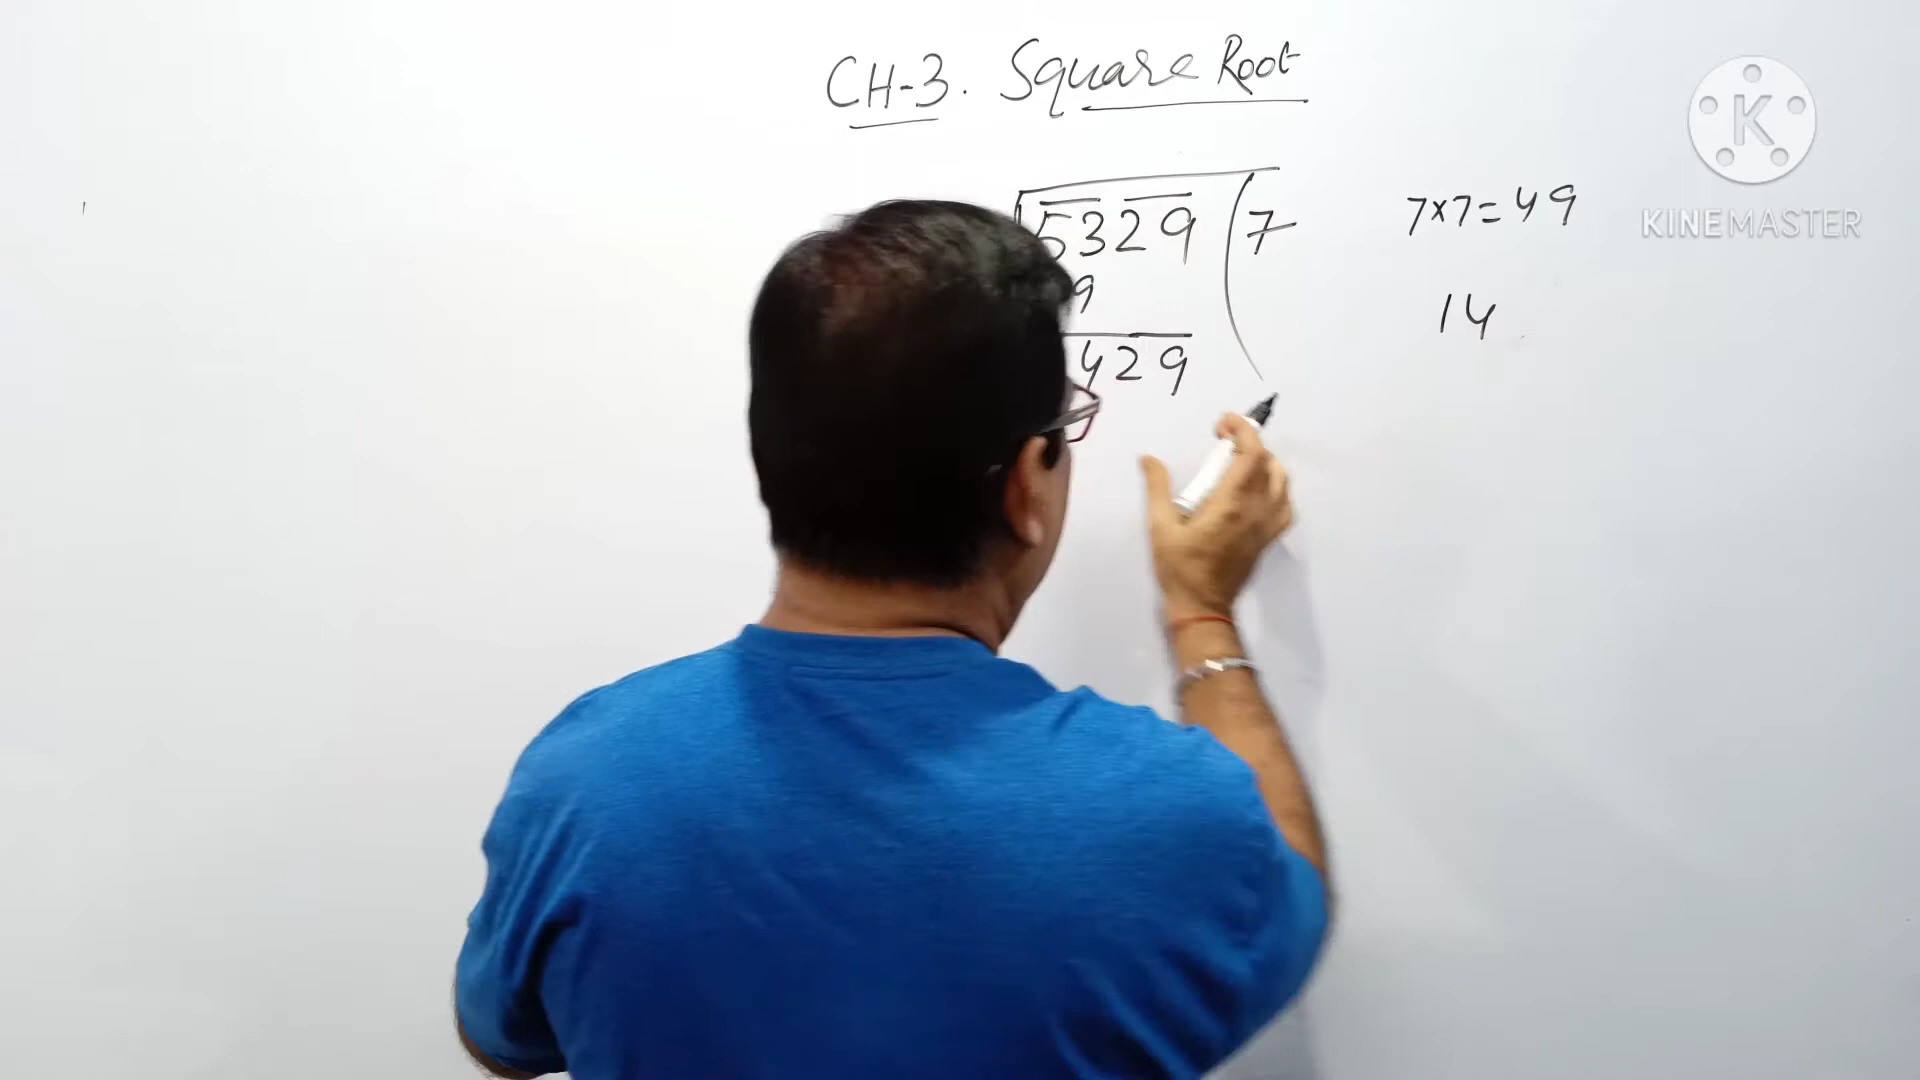 CH-3. Square Root
5329 7
7×7=49
9
14
429
K
KINEMASTER